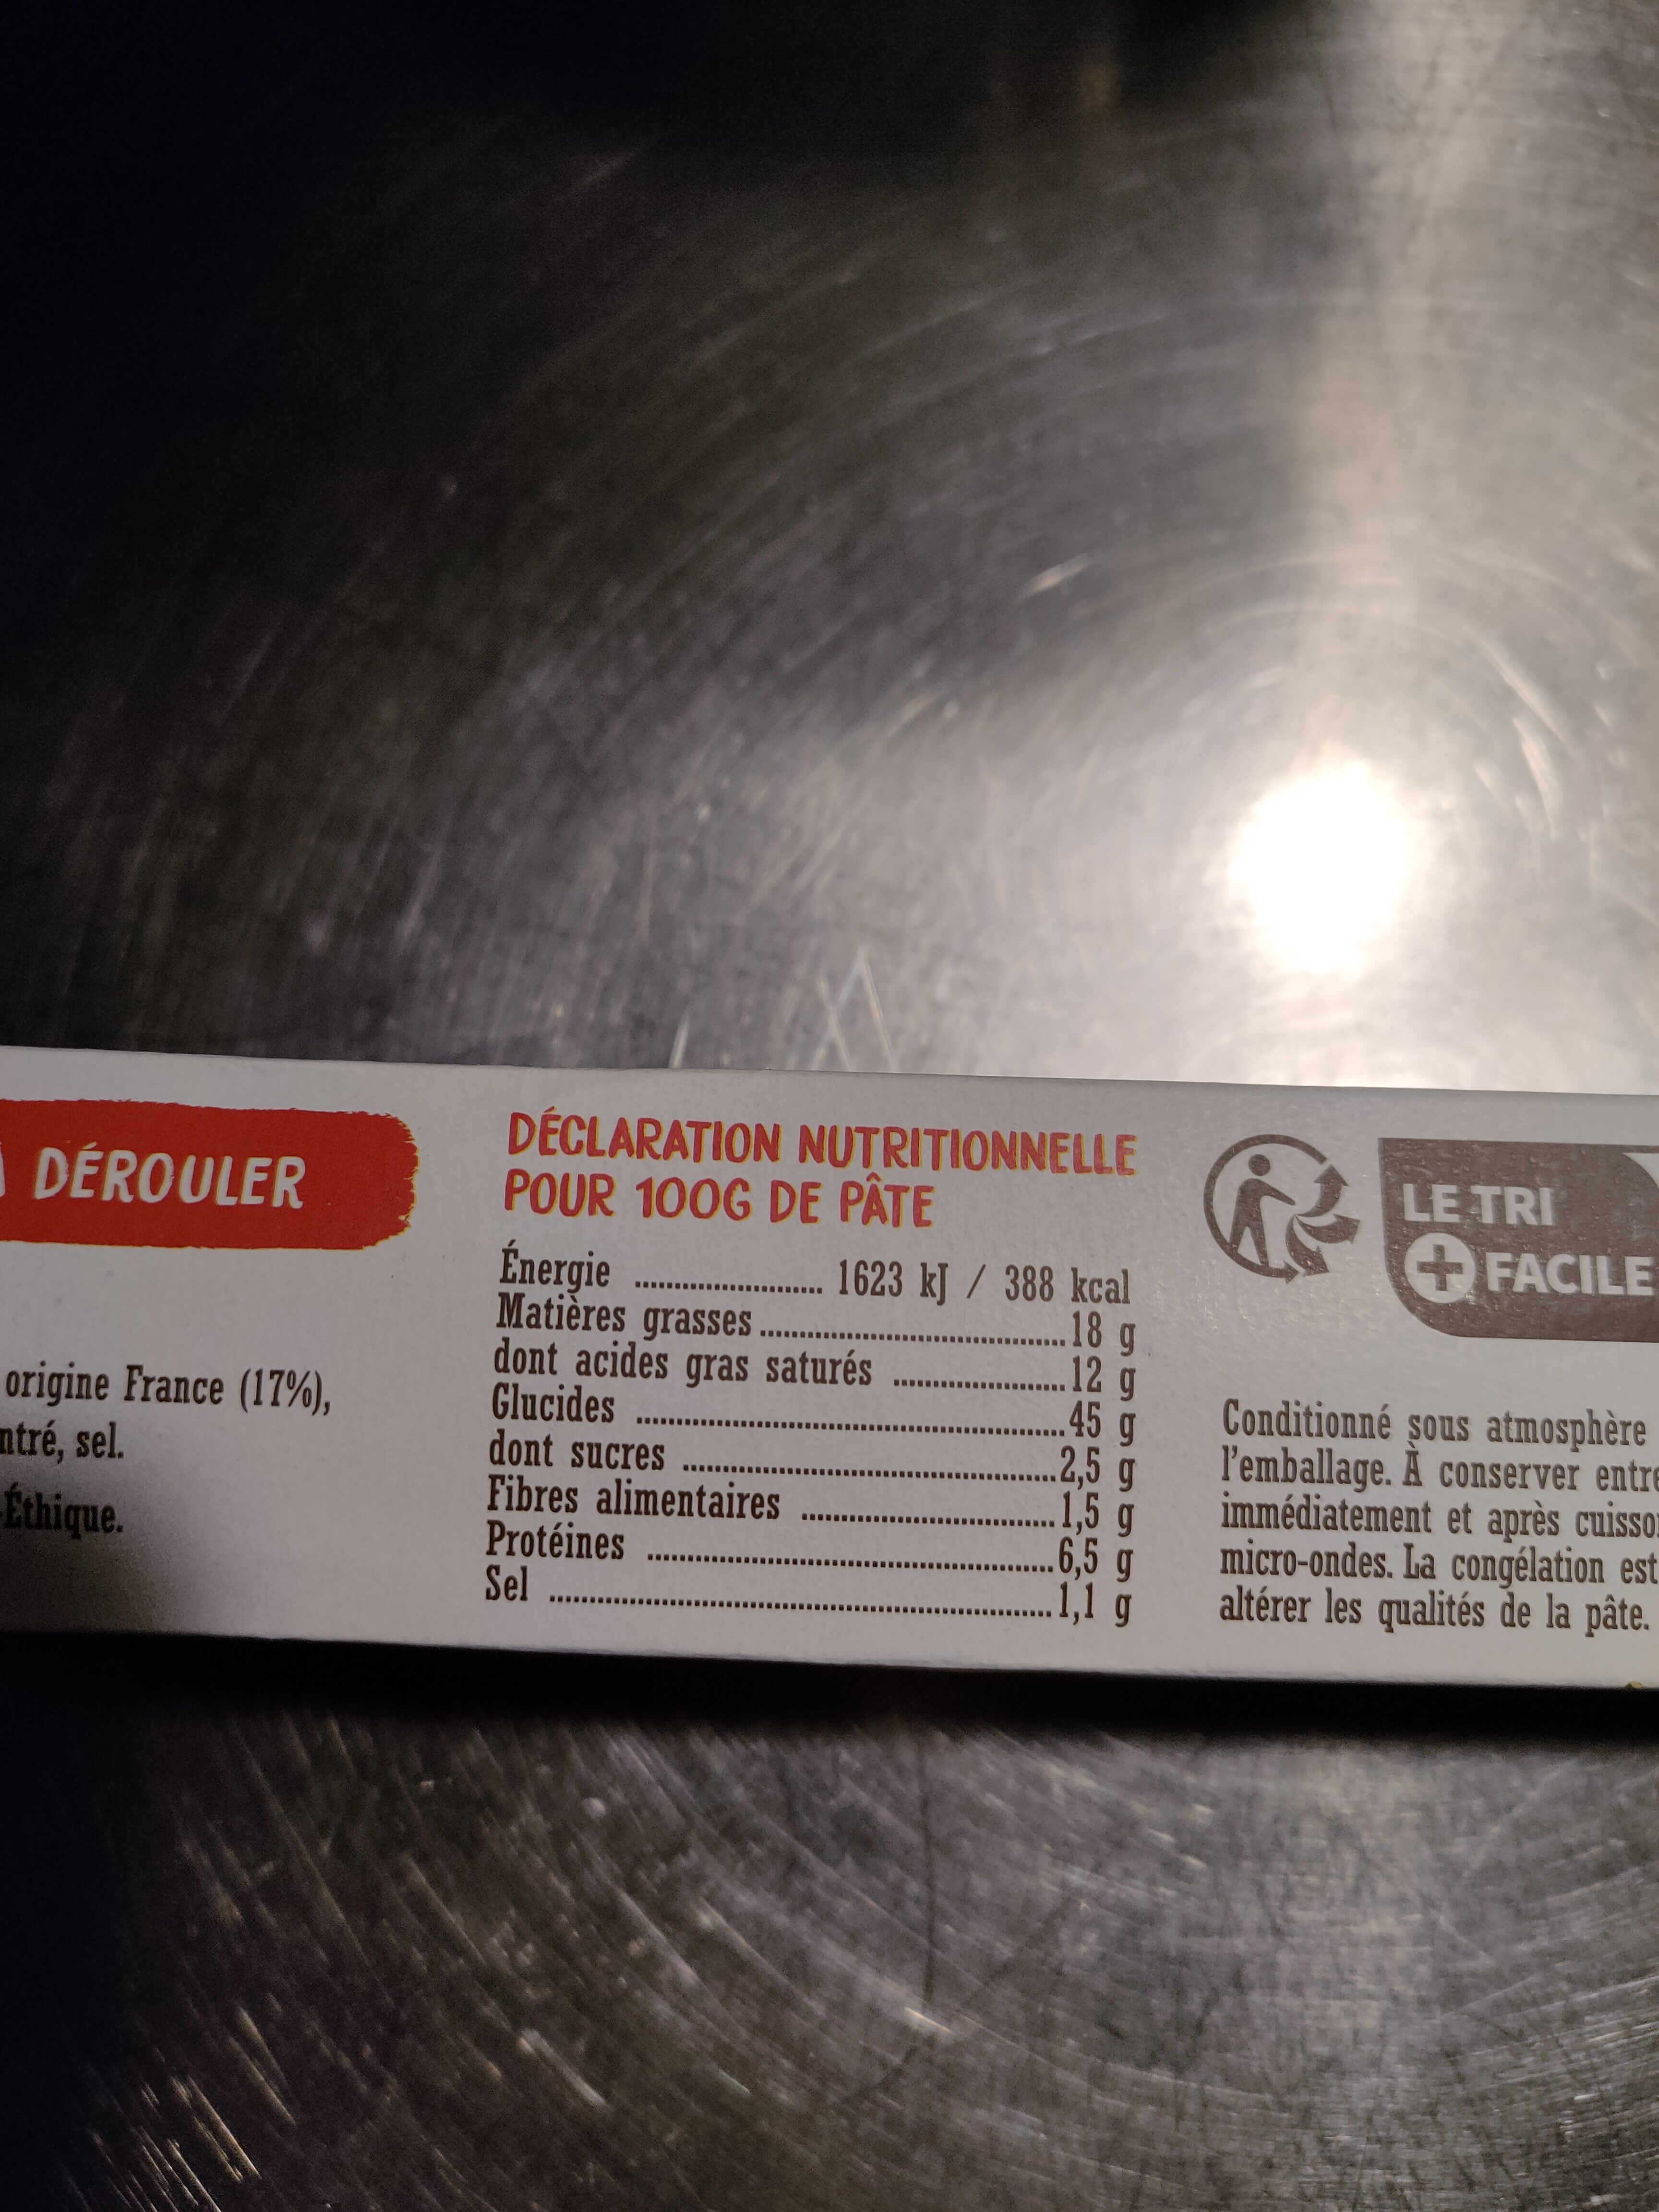 À DÉROULER
origine France (17%),
ntré, sel.
-Éthique.
DÉCLARATION NUTRITIONNELLE
POUR 100G DE PÂTE
Énergie ........................ 1623 kJ / 388 kcal
Matières grasses ........................ 18 g
dont acides gras saturés ........................ 12 g
Glucides ........................ 45 g
dont sucres ........................ 2,5 g
Fibres alimentaires ........................ 1,5 g
Protéines ........................ 6,5 g
Sel ........................ 1,1 g
LE TRI
+ FACILE
Conditionné sous atmosphère
l'emballage. À conserver entre
immédiatement et après cuisso
micro-ondes. La congélation est
altérer les qualités de la pâte.